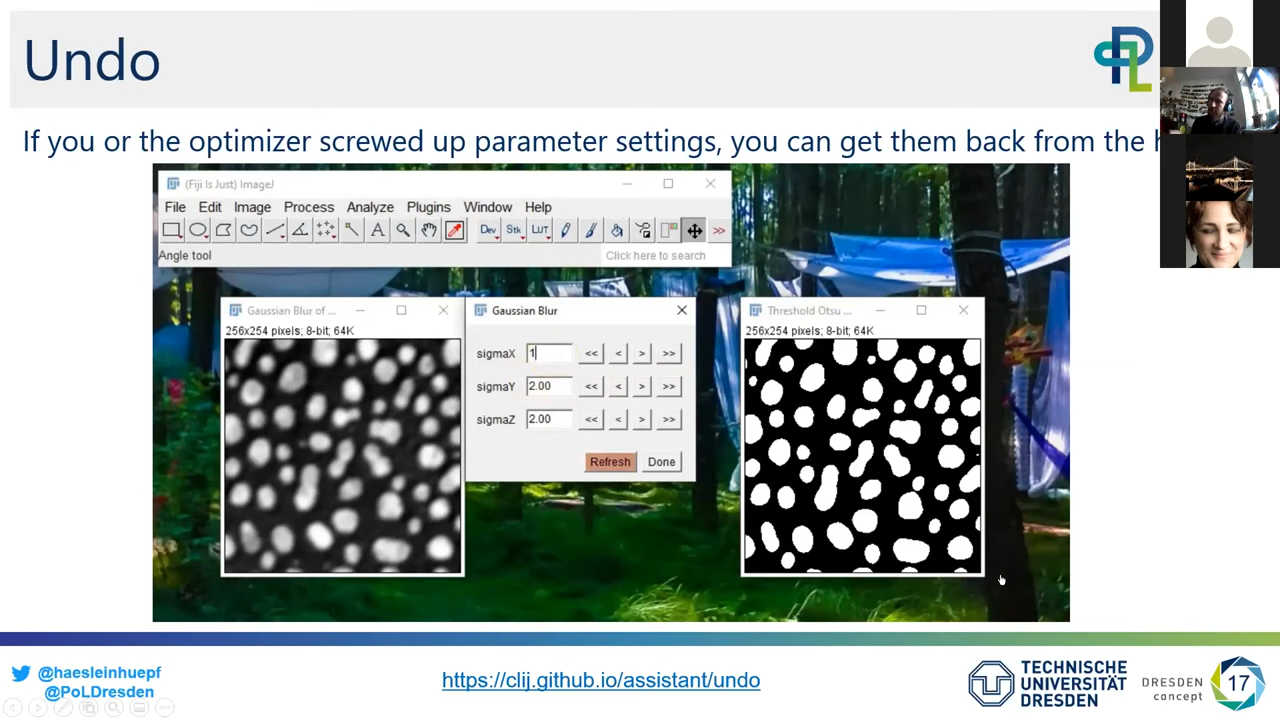 Undo
If you or the optimizer screwed up parameter settings, you can get them back from the
(Fiji Is Just) ImageJ
File Edit Image Process Analyze Plugins Window Help
Dev Stk LUT >>
Angle tool
Click here to search
Gaussian Blur of ...
256x254 pixels; 8-bit; 64K
Gaussian Blur
sigmaX 1 << < > >>
sigmaY 2.00 << < > >>
sigmaZ 2.00 << < > >>
Refresh Done
Threshold Otsu ...
256x254 pixels; 8-bit; 64K
@haesleinhuepf
@PoLDresden
https://clij.github.io/assistant/undo
TECHNISCHE
UNIVERSITÄT
DRESDEN
DRESDEN
concept
17